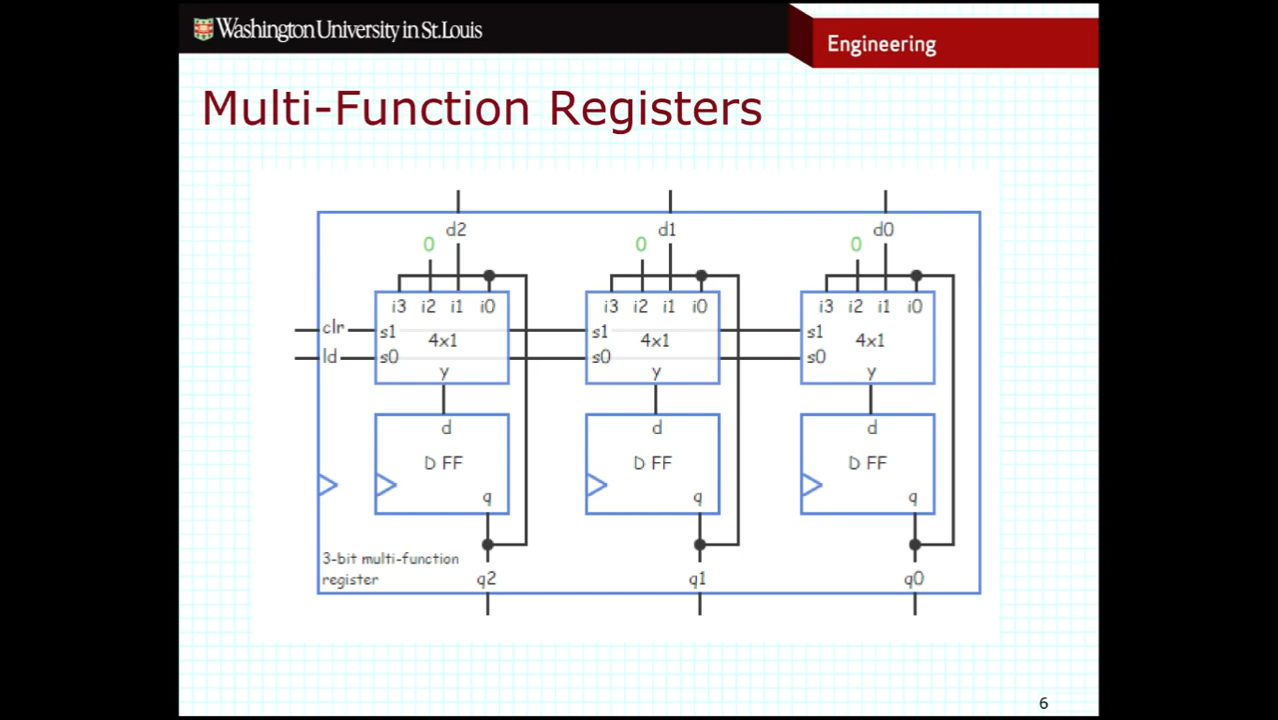 Washington University in St. Louis
Engineering
Multi-Function Registers
d2 d1 d0
0 0 0
i3 i2 i1 i0 i3 i2 i1 i0 i3 i2 i1 i0
clr s1 s1 s1
4x1 4x1 4x1
ld s0 s0 s0
y y y
d d d
D FF D FF D FF
q q q
3-bit multi-function
register
q2 q1 q0
6